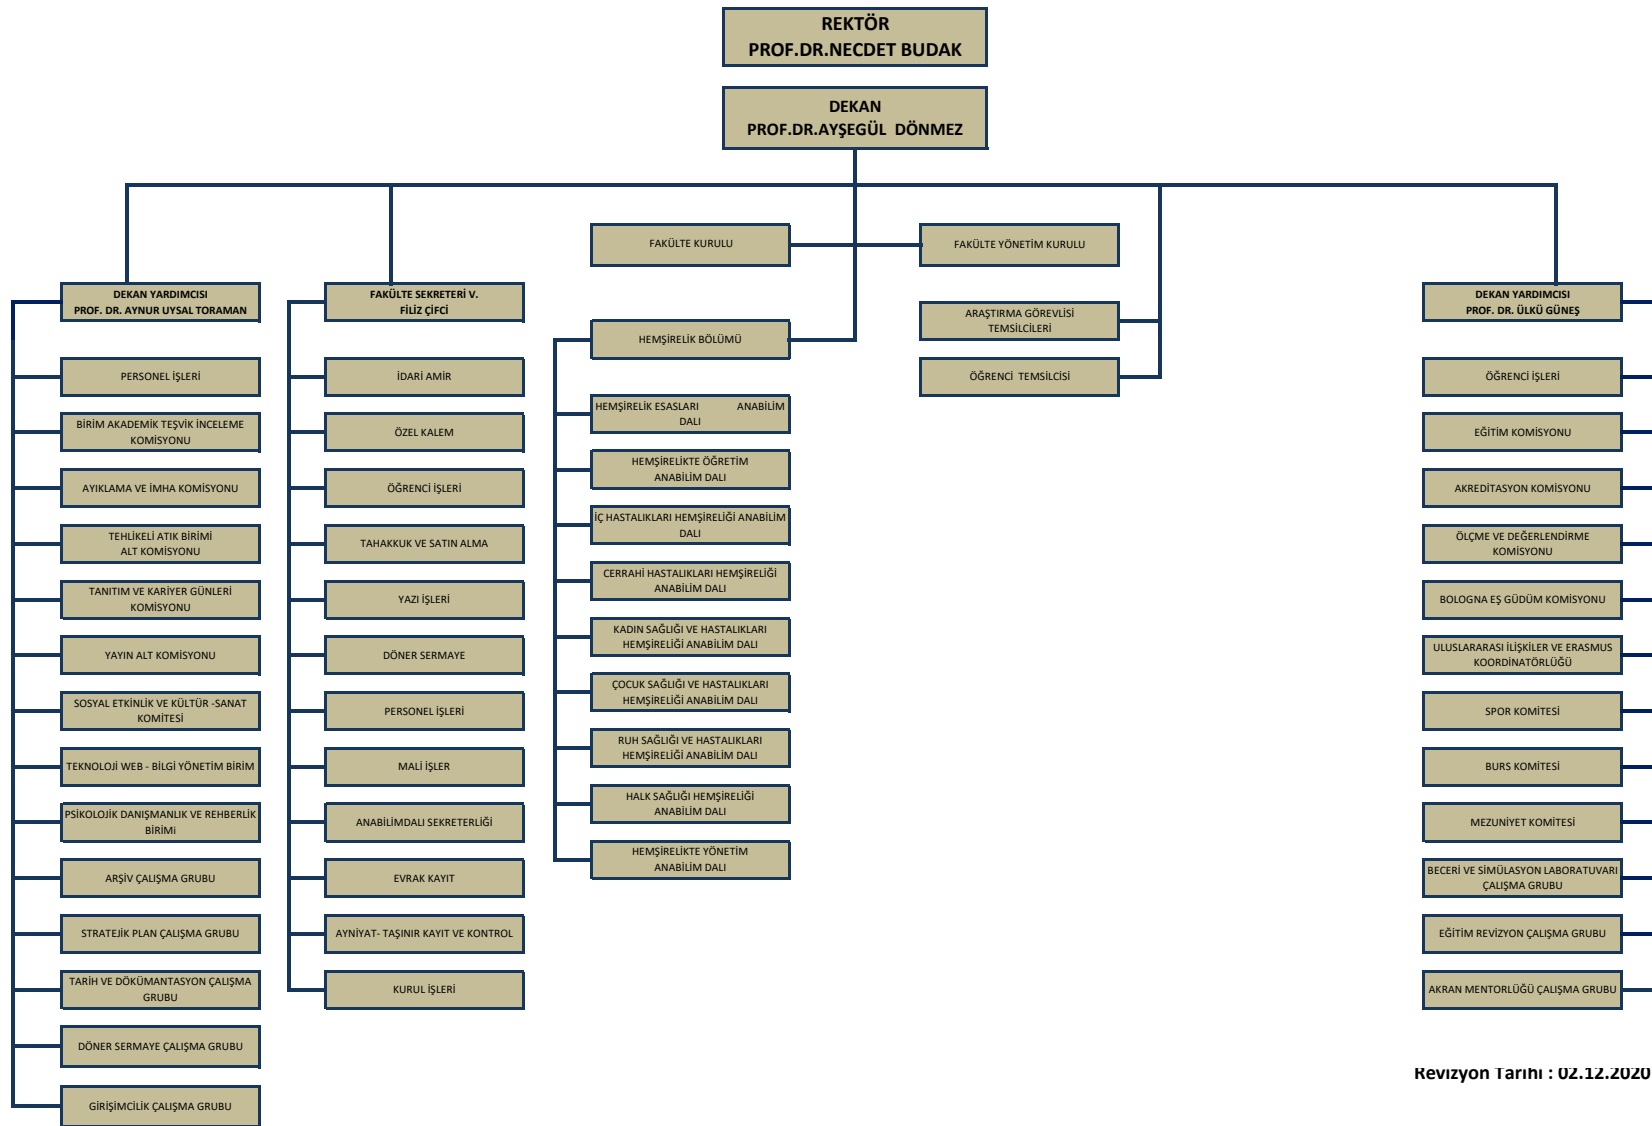 REKTÖR
PROF.DR.NECDET BUDAK
DEKAN
PROF.DR.AYŞEGÜL DÖNMEZ
FAKÜLTE KURULU
FAKÜLTE YÖNETİM KURULU
DEKAN YARDIMCISI
PROF. DR. AYNUR UYSAL TORAMAN
PERSONEL İŞLERİ
BİRİM AKADEMİK TEŞVİK İNCELEME
KOMİSYONU
AYIKLAMA VE İMHA KOMİSYONU
TEHLİKELİ ATIK BİRİMİ
ALT KOMİSYONU
TANITIM VE KARİYER GÜNLERİ
KOMİSYONU
YAYIN ALT KOMİSYONU
SOSYAL ETKİNLİK VE KÜLTÜR -SANAT
KOMİTESİ
TEKNOLOJİ WEB - BİLGİ YÖNETİM BİRİM
PSİKOLOJİK DANIŞMANLIK VE REHBERLİK
BİRİMi
ARŞİV ÇALIŞMA GRUBU
STRATEJİK PLAN ÇALIŞMA GRUBU
TARİH VE DÖKÜMANTASYON ÇALIŞMA
GRUBU
DÖNER SERMAYE ÇALIŞMA GRUBU
GİRİŞİMCİLİK ÇALIŞMA GRUBU
FAKÜLTE SEKRETERİ V.
FİLİZ ÇİFCİ
İDARİ AMİR
ÖZEL KALEM
ÖĞRENCİ İŞLERİ
TAHAKKUK VE SATIN ALMA
YAZI İŞLERİ
DÖNER SERMAYE
PERSONEL İŞLERİ
MALİ İŞLER
ANABİLİMDALI SEKRETERLİĞİ
EVRAK KAYIT
AYNİYAT- TAŞINIR KAYIT VE KONTROL
KURUL İŞLERİ
HEMŞİRELİK BÖLÜMÜ
HEMŞİRELİK ESASLARI ANABİLİM
DALI
HEMŞİRELİKTE ÖĞRETİM
ANABİLİM DALI
İÇ HASTALIKLARI HEMŞİRELİĞİ ANABİLİM
DALI
CERRAHİ HASTALIKLARI HEMŞİRELİĞİ
ANABİLİM DALI
KADIN SAĞLIĞI VE HASTALIKLARI
HEMŞİRELİĞİ ANABİLİM DALI
ÇOCUK SAĞLIĞI VE HASTALIKLARI
HEMŞİRELİĞİ ANABİLİM DALI
RUH SAĞLIĞI VE HASTALIKLARI
HEMŞİRELİĞİ ANABİLİM DALI
HALK SAĞLIĞI HEMŞİRELİĞİ
ANABİLİM DALI
HEMŞİRELİKTE YÖNETİM
ANABİLİM DALI
ARAŞTIRMA GÖREVLİSİ
TEMSİLCİLERİ
ÖĞRENCİ TEMSİLCİSİ
DEKAN YARDIMCISI
PROF. DR. ÜLKÜ GÜNEŞ
ÖĞRENCİ İŞLERİ
EĞİTİM KOMİSYONU
AKREDİTASYON KOMİSYONU
ÖLÇME VE DEĞERLENDİRME
KOMİSYONU
BOLOGNA EŞ GÜDÜM KOMİSYONU
ULUSLARARASI İLİŞKİLER VE ERASMUS
KOORDİNATÖRLÜĞÜ
SPOR KOMİTESİ
BURS KOMİTESİ
MEZUNİYET KOMİTESİ
BECERİ VE SİMÜLASYON LABORATUVARI
ÇALIŞMA GRUBU
EĞİTİM REVİZYON ÇALIŞMA GRUBU
AKRAN MENTORLÜĞÜ ÇALIŞMA GRUBU
Revizyon Tarihi : 02.12.2020